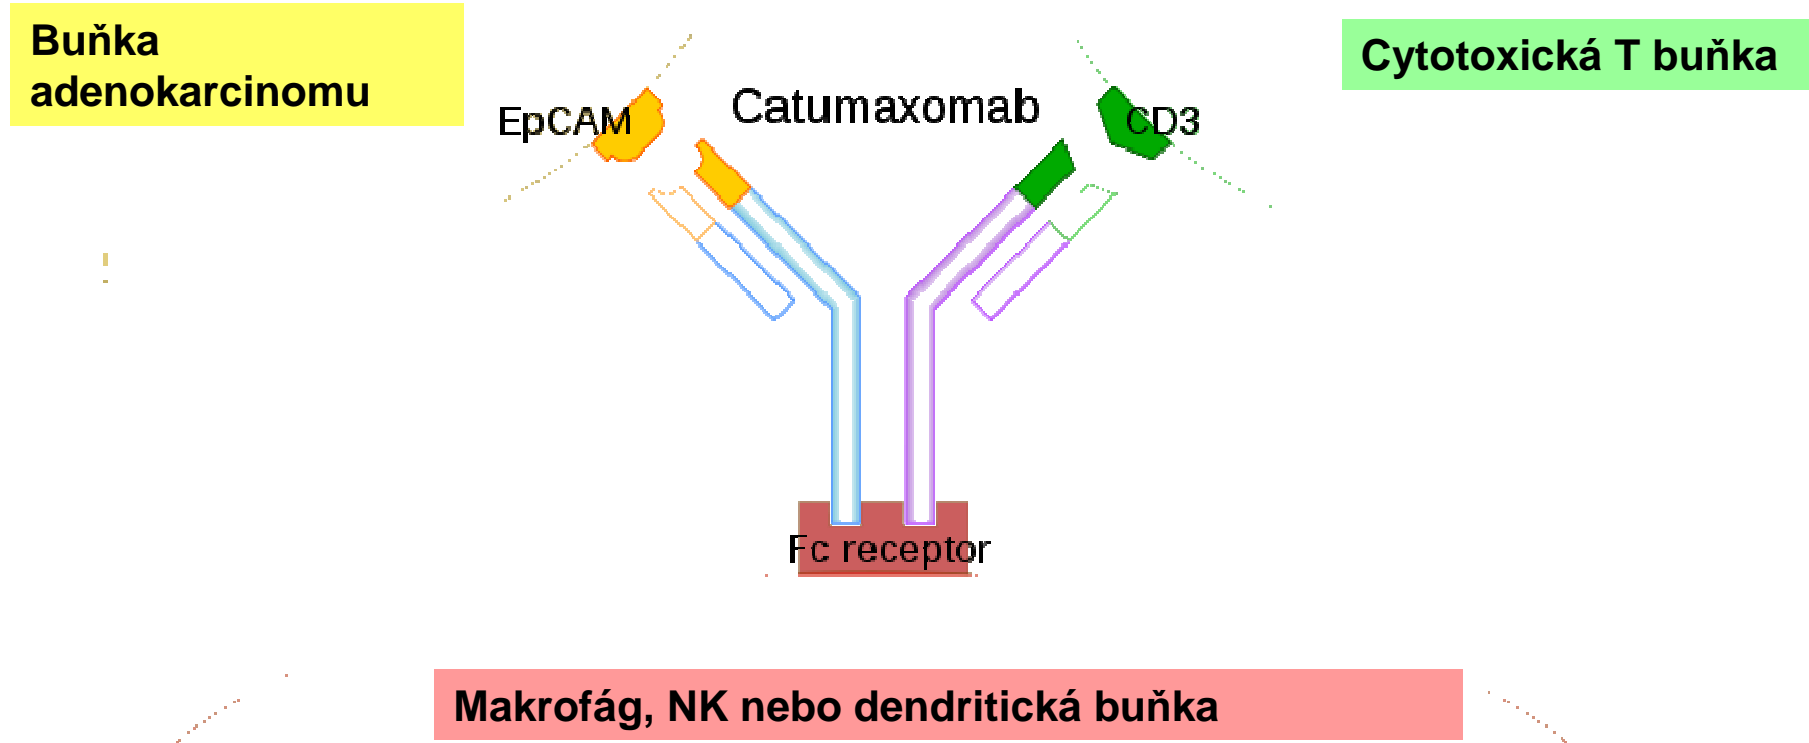 Buňka
adenokarcinomu
Cytotoxická T buňka
Catumaxomab
EpCAM
CD3
Fc receptor
Makrofág, NK nebo dendritická buňka